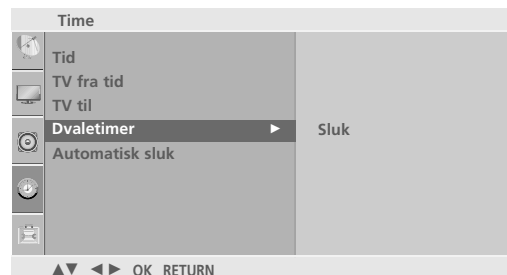 Time
Tid
TV fra tid
TV til
Dvaletimer ► Sluk
Automatisk sluk
▲▼ ◄► OK RETURN